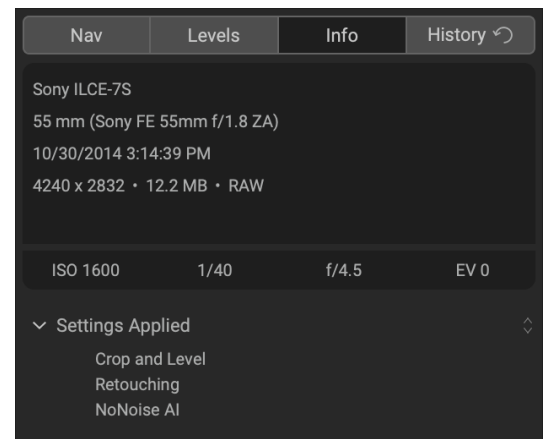 Nav Levels Info History
Sony ILCE-7S
55 mm (Sony FE 55mm f/1.8 ZA)
10/30/2014 3:14:39 PM
4240 x 2832 • 12.2 MB • RAW
ISO 1600 1/40 f/4.5 EV 0
Settings Applied
Crop and Level
Retouching
NoNoise AI